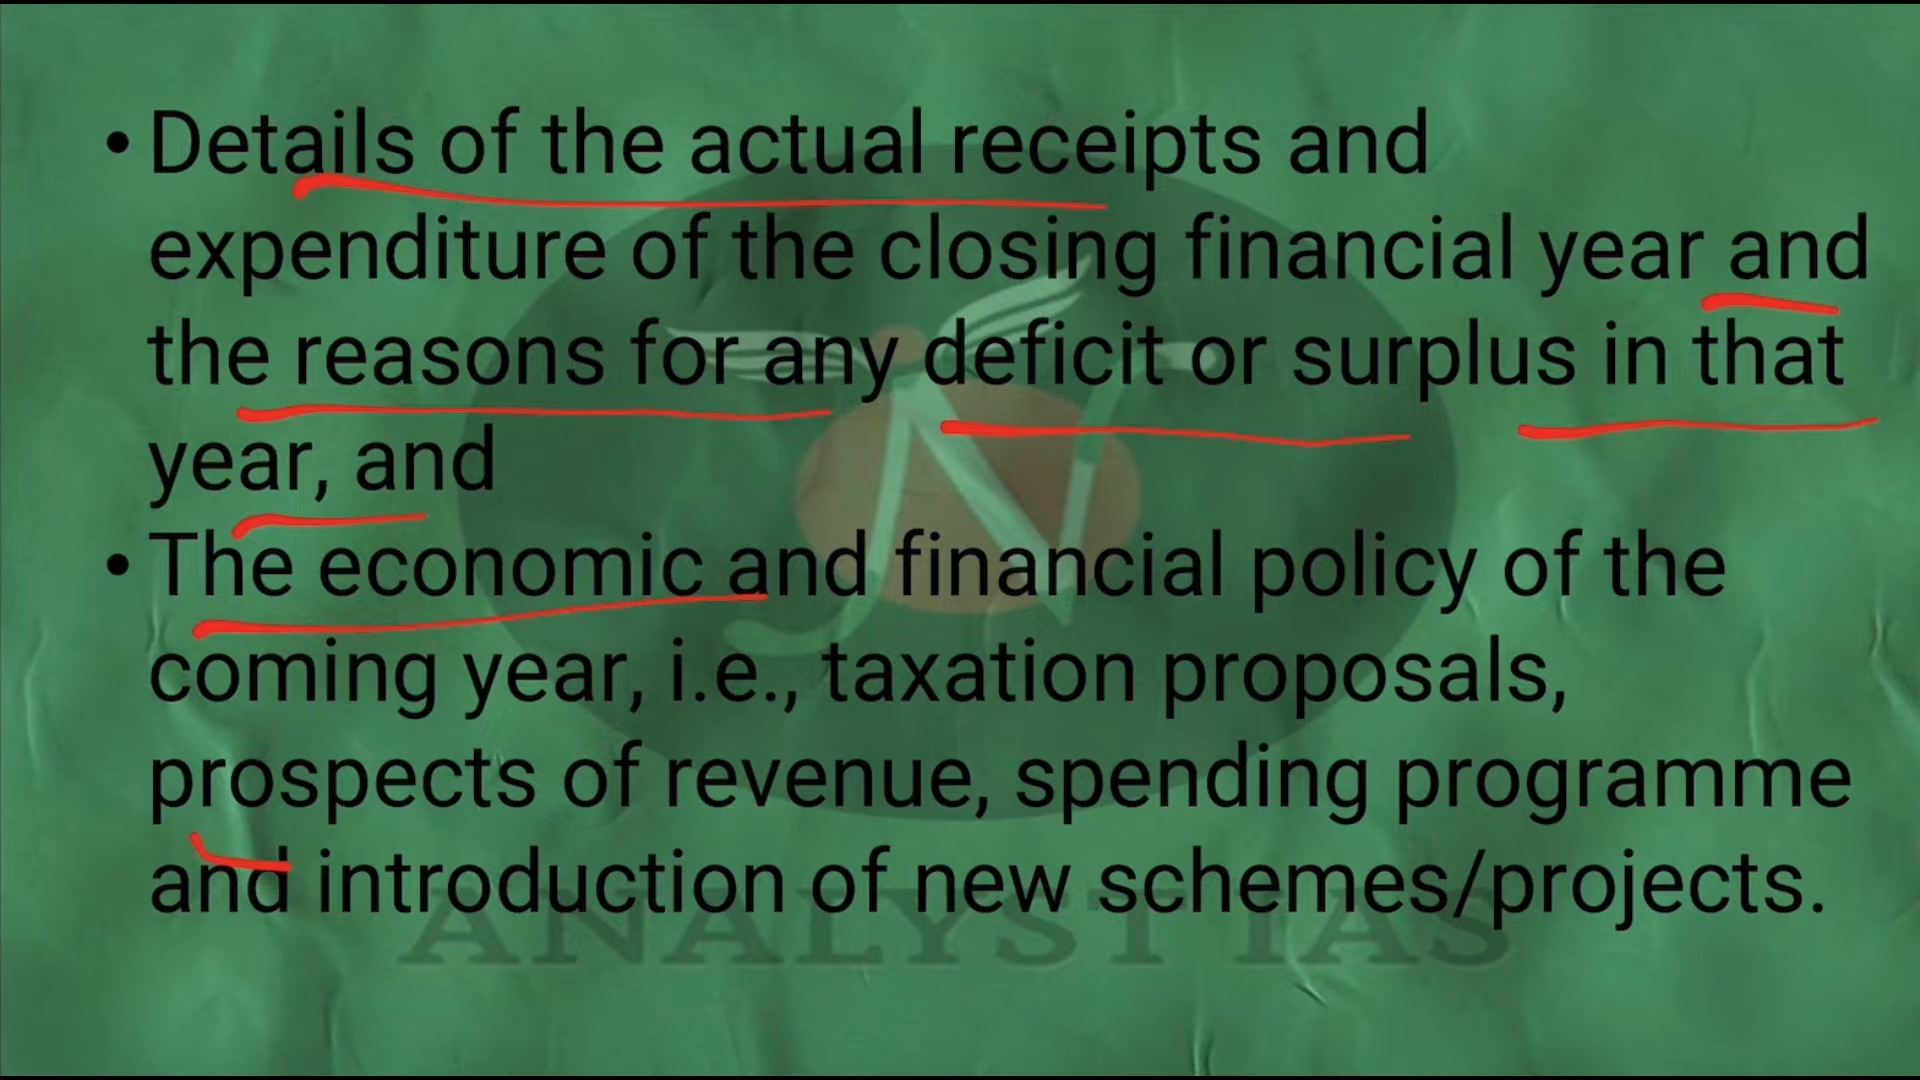 • Details of the actual receipts and
expenditure of the closing financial year and
the reasons for any deficit or surplus in that
year, and
• The economic and financial policy of the
coming year, i.e., taxation proposals,
prospects of revenue, spending programme
and introduction of new schemes/projects.
ANALYST IAS